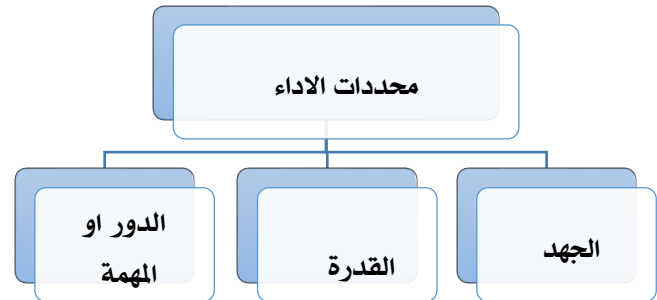 محددات الاداء
الجهد
القدرة
الدور او
المهمة